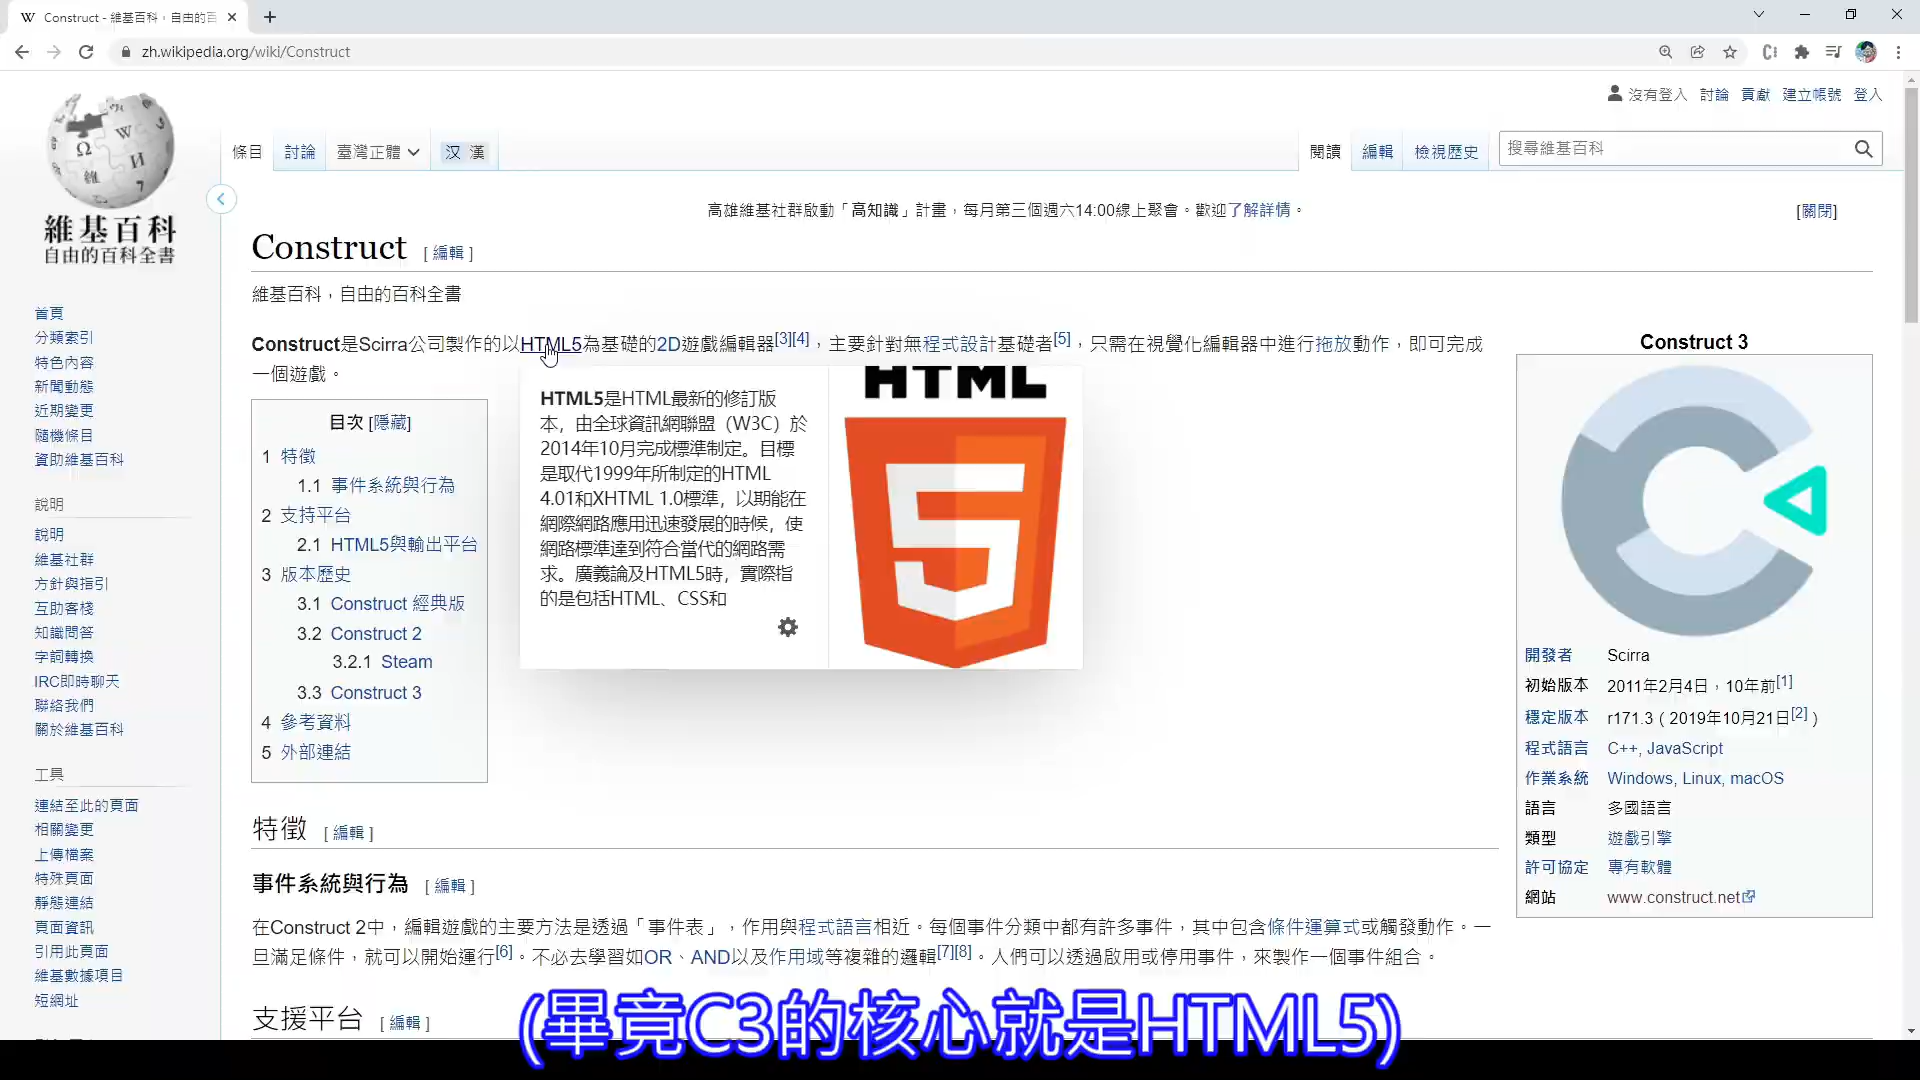 Construct - 維基百科，自由的百
zh.wikipedia.org/wiki/Construct
沒有登入 討論 貢獻 建立帳號 登入
條目 討論 臺灣正體 汉 漢 閱讀 編輯 檢視歷史 搜尋維基百科
維基百科
自由的百科全書
高雄維基社群啟動「高知識」計畫，每月第三個週六14:00線上聚會。歡迎了解詳情。 [關閉]
Construct [編輯]
維基百科，自由的百科全書
Construct是Scirra公司製作的以HTML5為基礎的2D遊戲編輯器[3][4]，主要針對無程式設計基礎者[5]，只需在視覺化編輯器中進行拖放動作，即可完成
一個遊戲。
HTML5是HTML最新的修訂版
本，由全球資訊網聯盟（W3C）於
2014年10月完成標準制定。目標
是取代1999年所制定的HTML
4.01和XHTML 1.0標準，以期能在
網際網路應用迅速發展的時候，使
網路標準達到符合當代的網路需
求。廣義論及HTML5時，實際指
的是包括HTML、CSS和
HTML
5
目次 [隱藏]
1 特徵
1.1 事件系統與行為
2 支持平台
2.1 HTML5與輸出平台
3 版本歷史
3.1 Construct 經典版
3.2 Construct 2
3.2.1 Steam
3.3 Construct 3
4 參考資料
5 外部連結
首頁
分類索引
特色內容
新聞動態
近期變更
隨機條目
資助維基百科
說明
說明
維基社群
方針與指引
互助客棧
知識問答
字詞轉換
IRC即時聊天
聯絡我們
關於維基百科
工具
連結至此的頁面
相關變更
上傳檔案
特殊頁面
靜態連結
頁面資訊
引用此頁面
維基數據項目
短網址
Construct 3
開發者 Scirra
初始版本 2011年2月4日，10年前[1]
穩定版本 r171.3（2019年10月21日[2]）
程式語言 C++, JavaScript
作業系統 Windows, Linux, macOS
語言 多國語言
類型 遊戲引擎
許可協定 專有軟體
網站 www.construct.net
特徵 [編輯]
事件系統與行為 [編輯]
在Construct 2中，編輯遊戲的主要方法是透過「事件表」，作用與程式語言相近。每個事件分類中都有許多事件，其中包含條件運算式或觸發動作。一
旦滿足條件，就可以開始運行[6]。不必去學習如OR、AND以及作用域等複雜的邏輯[7][8]。人們可以透過啟用或停用事件，來製作一個事件組合。
支援平台 [編輯]
(畢竟C3的核心就是HTML5)